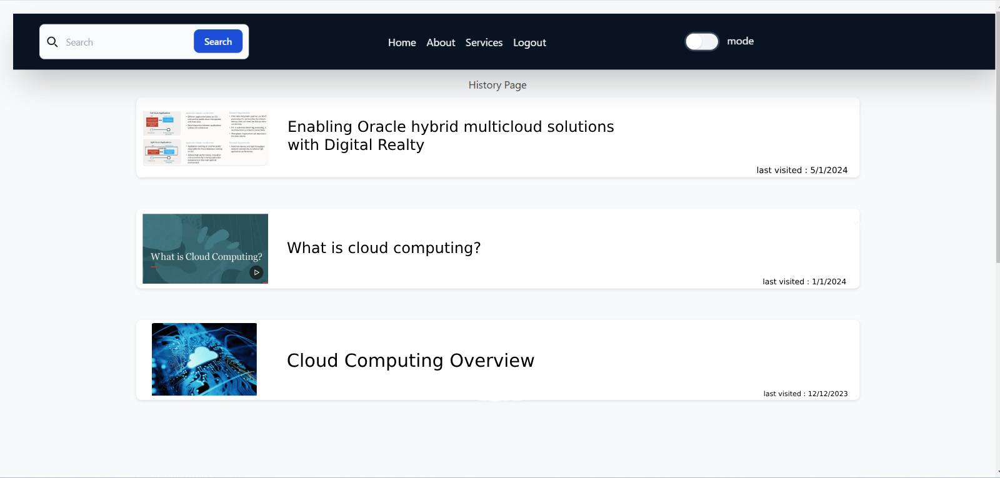 Search
Search
Home
About
Services
Logout
mode
History Page
Enabling Oracle hybrid multicloud solutions
with Digital Realty
last visited : 5/1/2024
What is Cloud Computing?
What is cloud computing?
last visited : 1/1/2024
Cloud Computing Overview
last visited : 12/12/2023